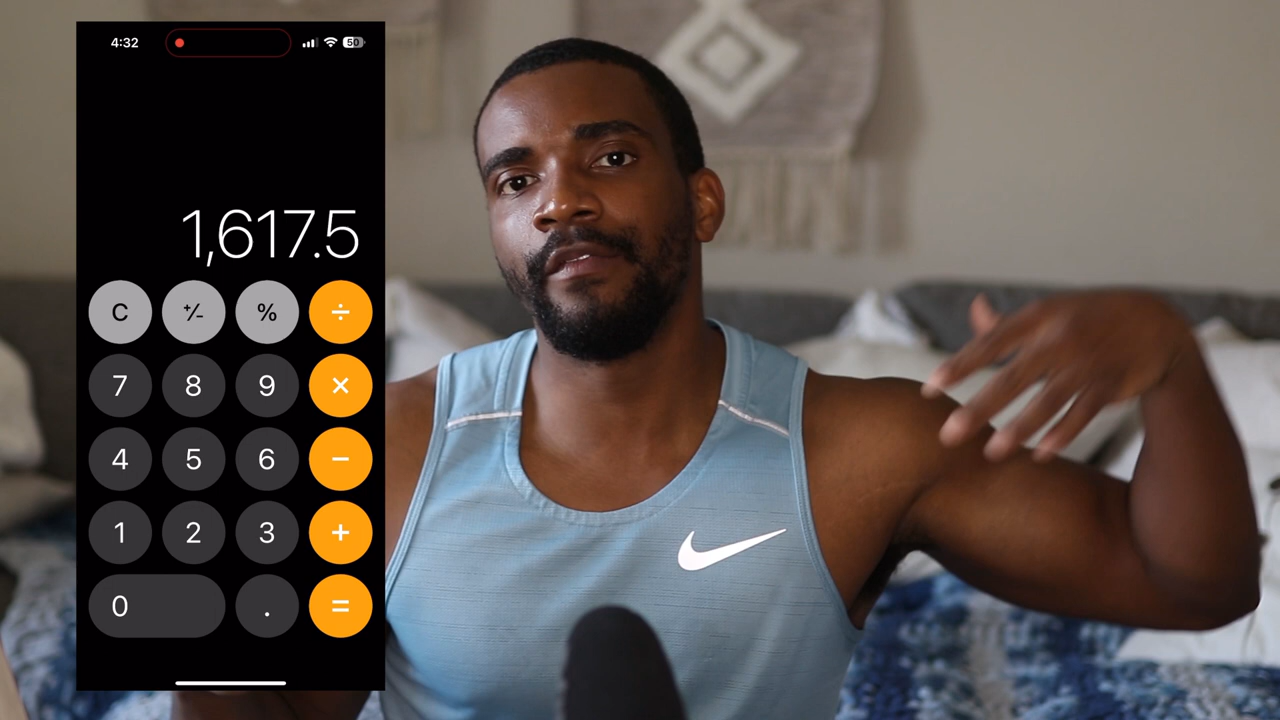 4:32 50
1,617.5
C +/- % ÷
7 8 9 ×
4 5 6 −
1 2 3 +
0 . =